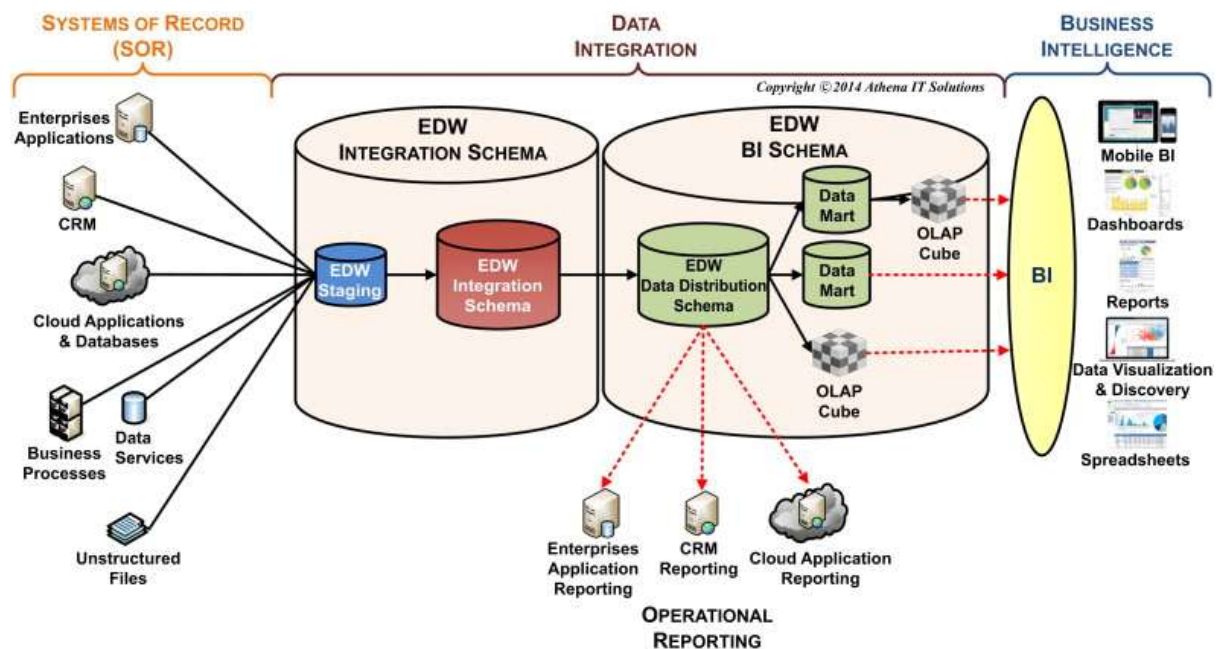 SYSTEMS OF RECORD
(SOR)
DATA
INTEGRATION
BUSINESS
INTELLIGENCE
Copyright ©2014 Athena IT Solutions
Enterprises
Applications
CRM
Cloud Applications
& Databases
Business
Processes
Data
Services
Unstructured
Files
EDW
INTEGRATION SCHEMA
EDW
Staging
EDW
Integration
Schema
EDW
BI SCHEMA
EDW
Data Distribution
Schema
Data
Mart
OLAP
Cube
Data
Mart
OLAP
Cube
BI
Mobile BI
Dashboards
Reports
Data Visualization
& Discovery
Spreadsheets
Enterprises
Application
Reporting
CRM
Reporting
Cloud Application
Reporting
OPERATIONAL
REPORTING